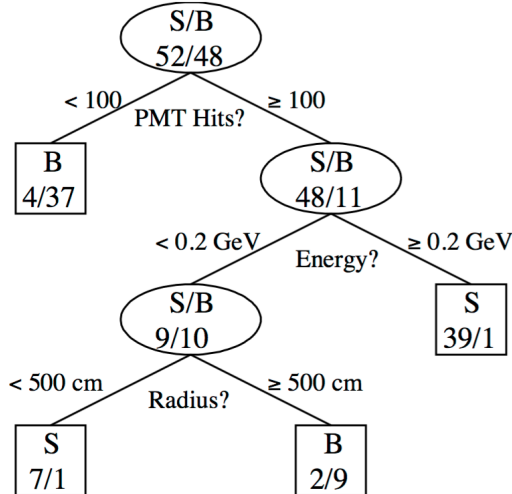 S/B
52/48
< 100
PMT Hits?
≥ 100
B
4/37
S/B
48/11
< 0.2 GeV
Energy?
≥ 0.2 GeV
S/B
9/10
S
39/1
< 500 cm
Radius?
≥ 500 cm
S
7/1
B
2/9